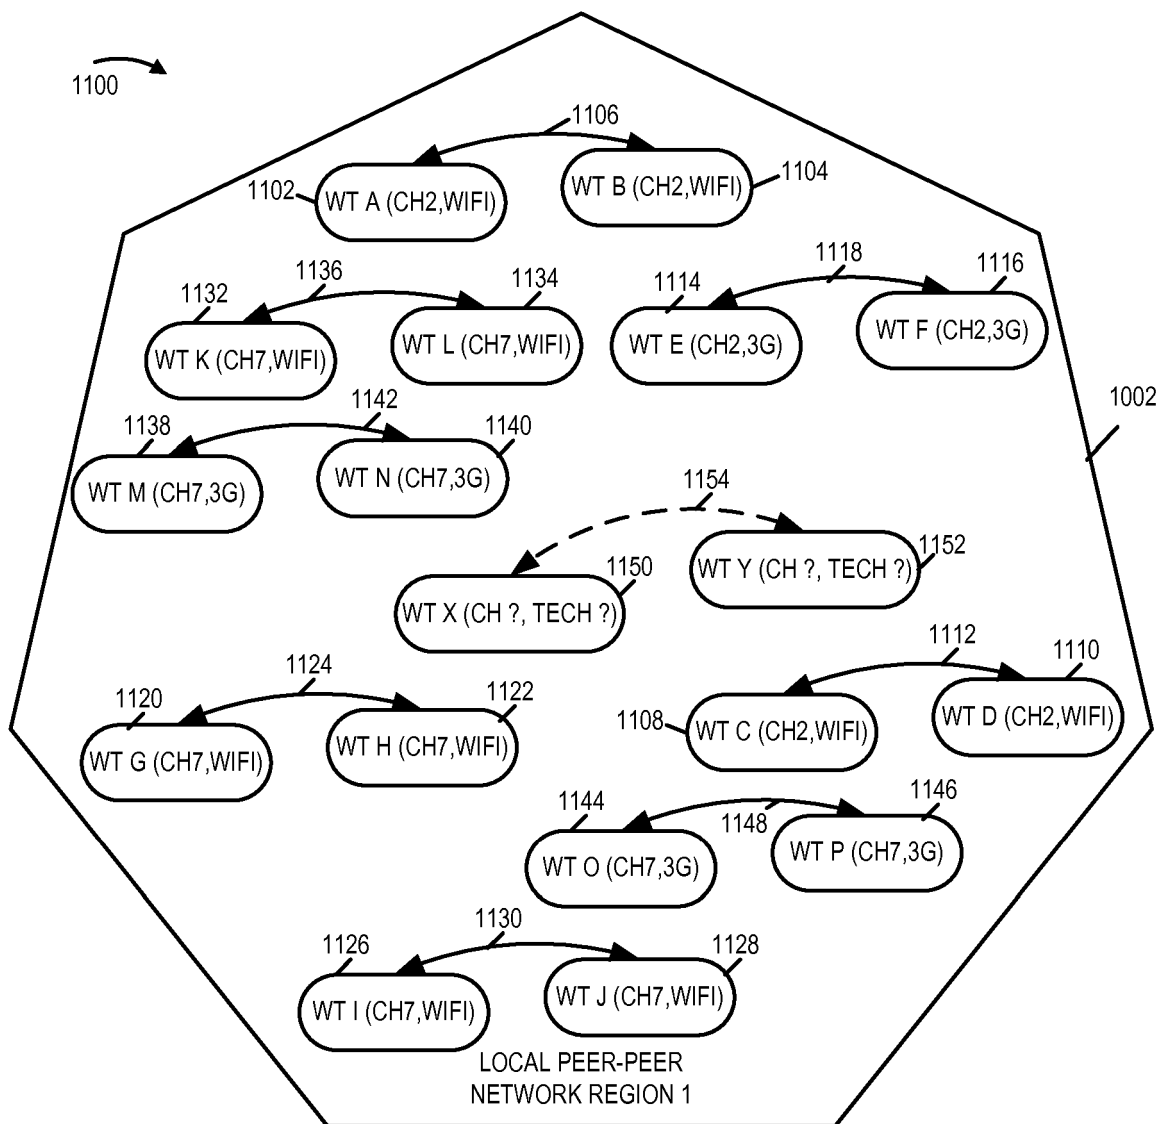 1100
1106
1102
WT A (CH2,WIFI)
WT B (CH2,WIFI)
1104
1132
1136
1134
1114
1118
1116
WT K (CH7,WIFI)
WT L (CH7,WIFI)
WT E (CH2,3G)
WT F (CH2,3G)
1002
1138
1142
1140
WT M (CH7,3G)
WT N (CH7,3G)
1154
1150
1152
WT X (CH ?, TECH ?)
WT Y (CH ?, TECH ?)
1112
1110
1120
1124
1122
1108
WT G (CH7,WIFI)
WT H (CH7,WIFI)
WT C (CH2,WIFI)
WT D (CH2,WIFI)
1144
1148
1146
WT O (CH7,3G)
WT P (CH7,3G)
1126
1130
1128
WT I (CH7,WIFI)
WT J (CH7,WIFI)
LOCAL PEER-PEER
NETWORK REGION 1